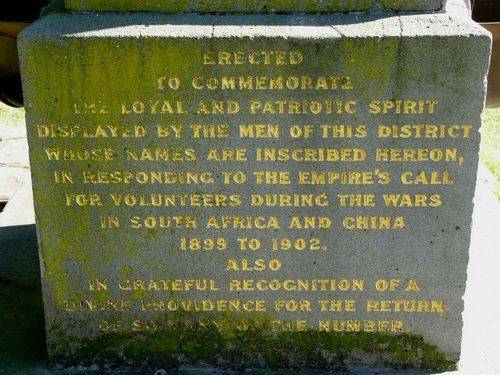 ERECTED
TO COMMEMORATE
THE LOYAL AND PATRIOTIC SPIRIT
DISPLAYED BY THE MEN OF THIS DISTRICT
WHOSE NAMES ARE INSCRIBED HEREON,
IN RESPONDING TO THE EMPIRE'S CALL
FOR VOLUNTEERS DURING THE WARS
IN SOUTH AFRICA AND CHINA
1899 TO 1902.
ALSO
IN GRATEFUL RECOGNITION OF A
DIVINE PROVIDENCE FOR THE RETURN
OF SO MANY OF THE NUMBER.